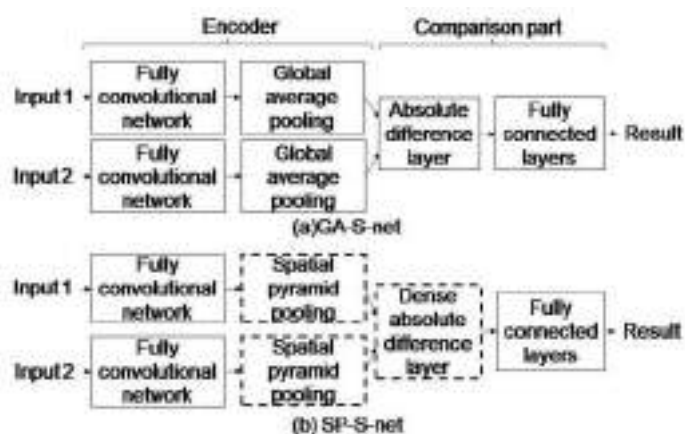 Encoder
Comparison part
Input 1
Fully
convolutional
network
Global
average
pooling
Input 2
Fully
convolutional
network
Global
average
pooling
Absolute
difference
layer
Fully
connected
layers
Result
(a)GA-S-net
Input 1
Fully
convolutional
network
Spatial
pyramid
pooling
Input 2
Fully
convolutional
network
Spatial
pyramid
pooling
Dense
absolute
difference
layer
Fully
connected
layers
Result
(b) SP-S-net